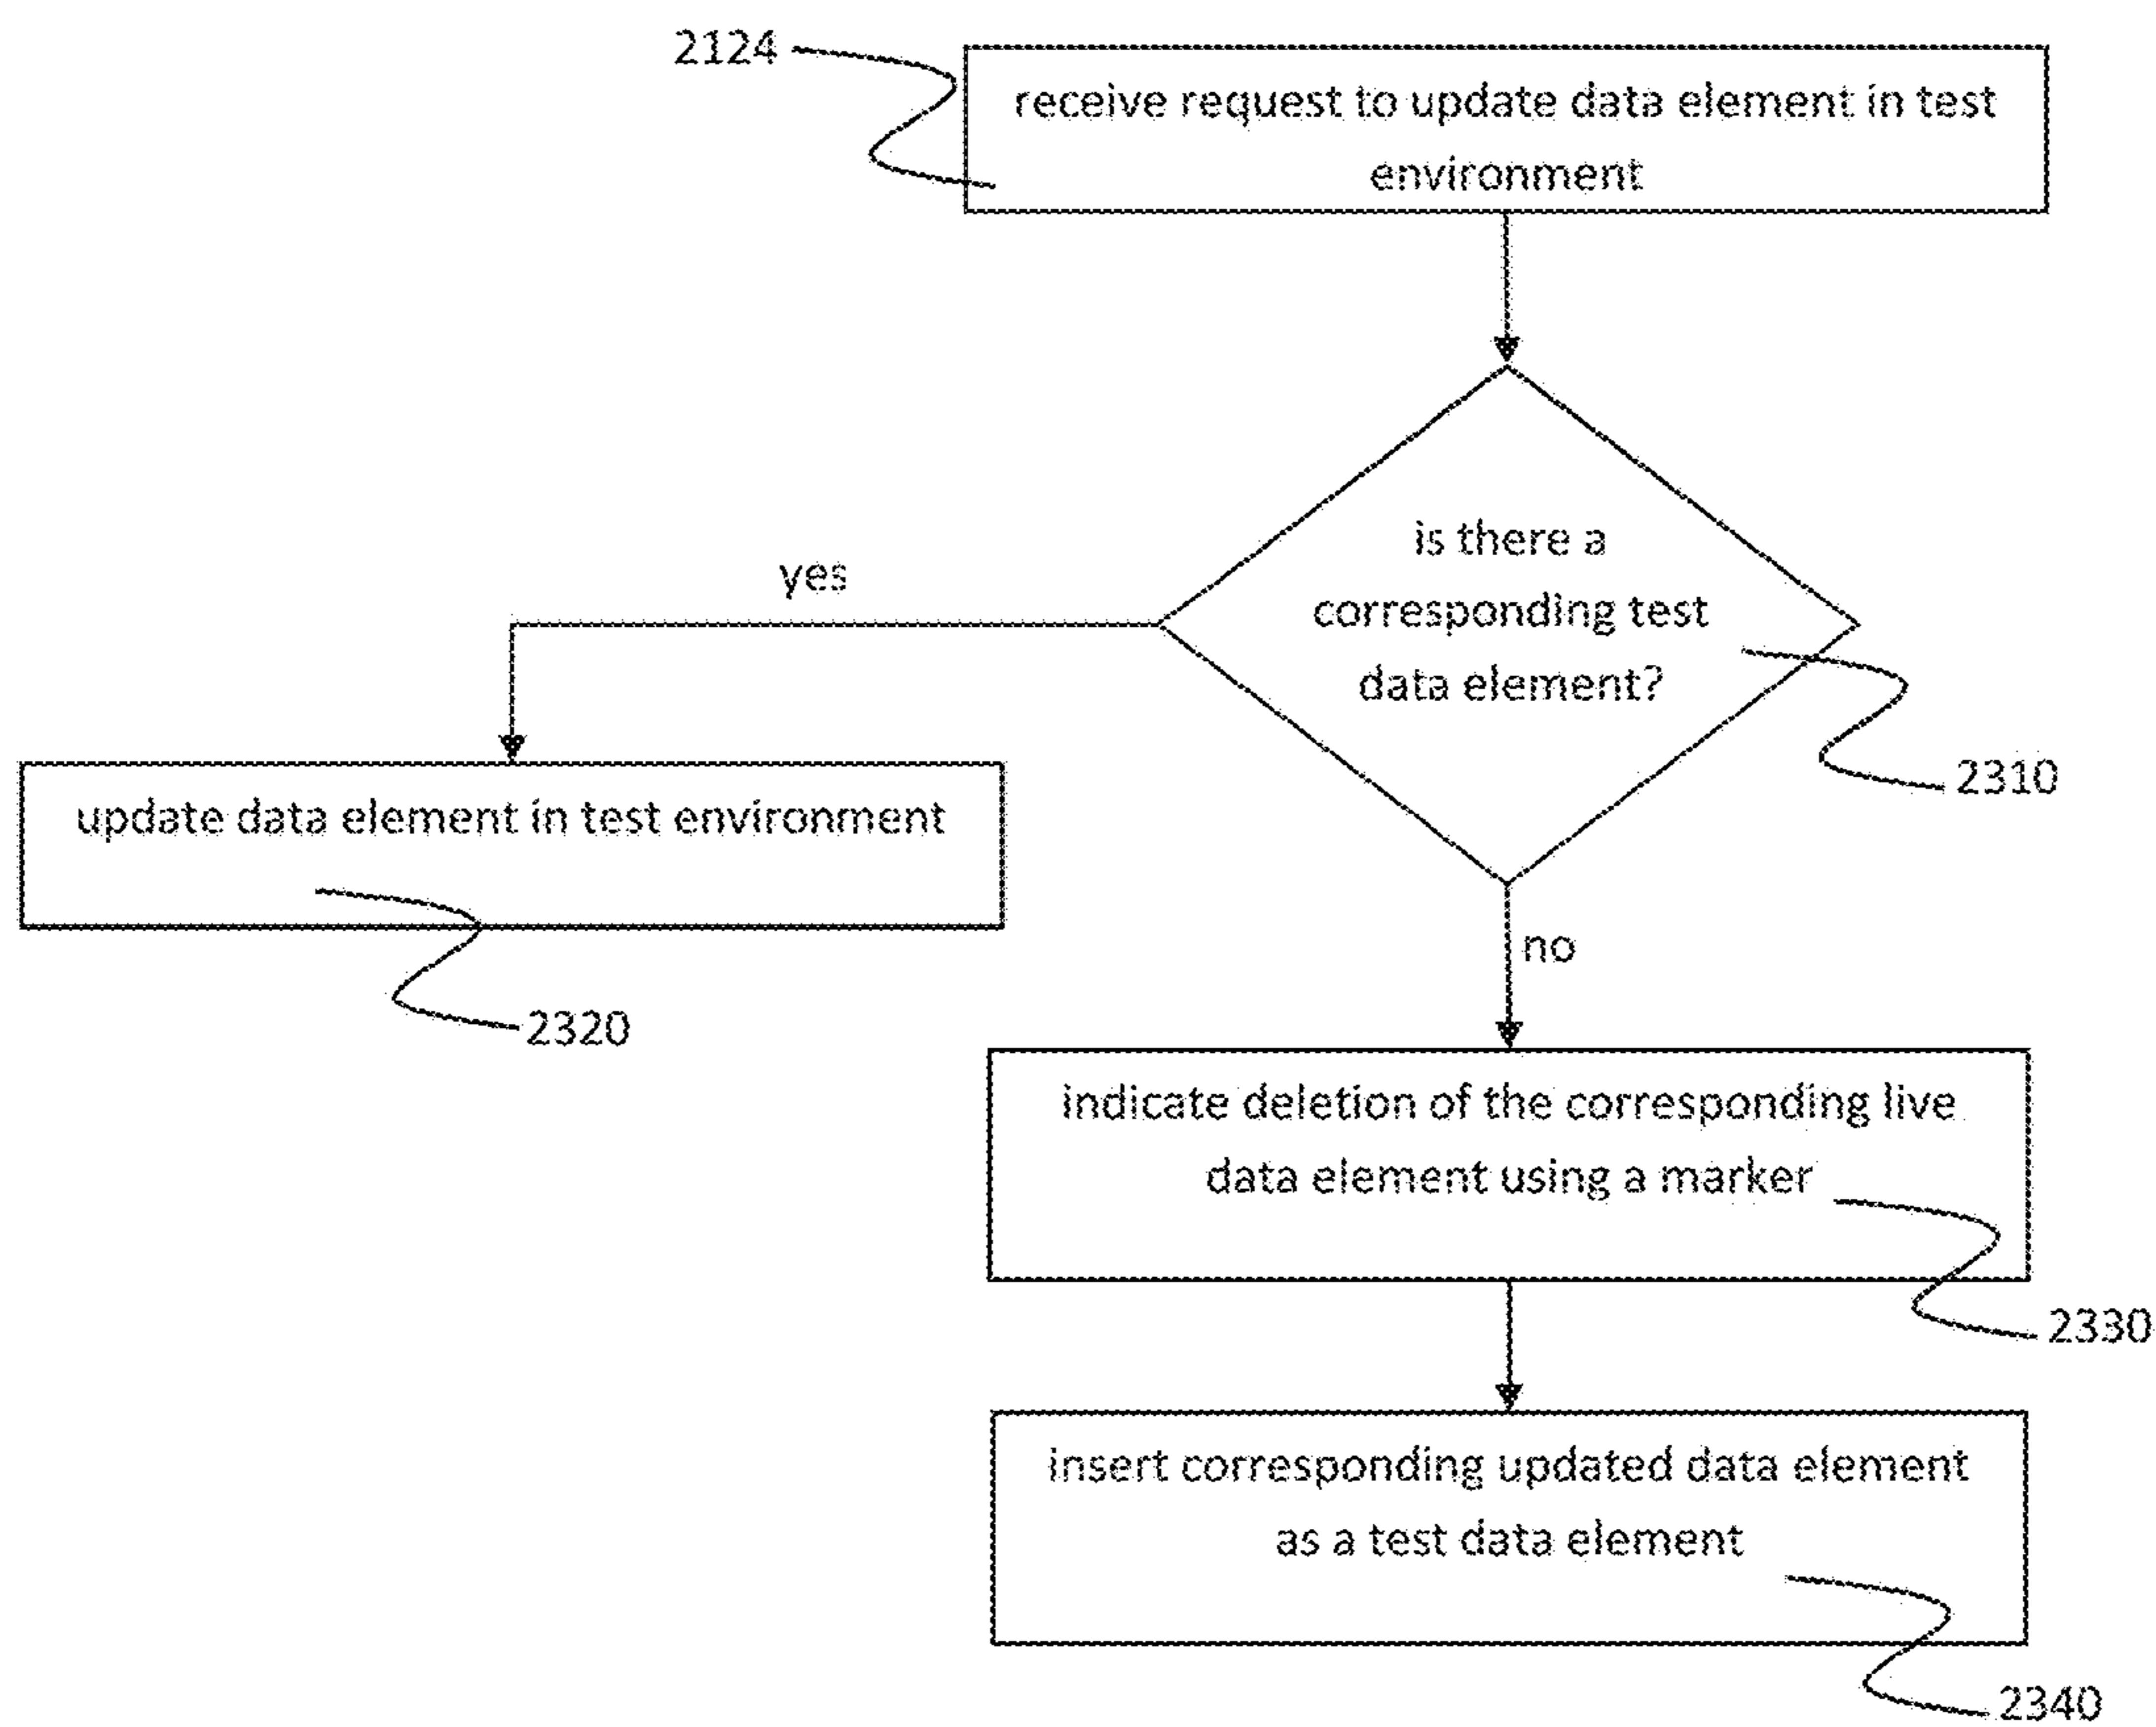 2124
receive request to update data element in test
environment
is there a
corresponding test
data element?
2310
yes
update data element in test environment
2320
no
indicate deletion of the corresponding live
data element using a marker
2330
insert corresponding updated data element
as a test data element
2340